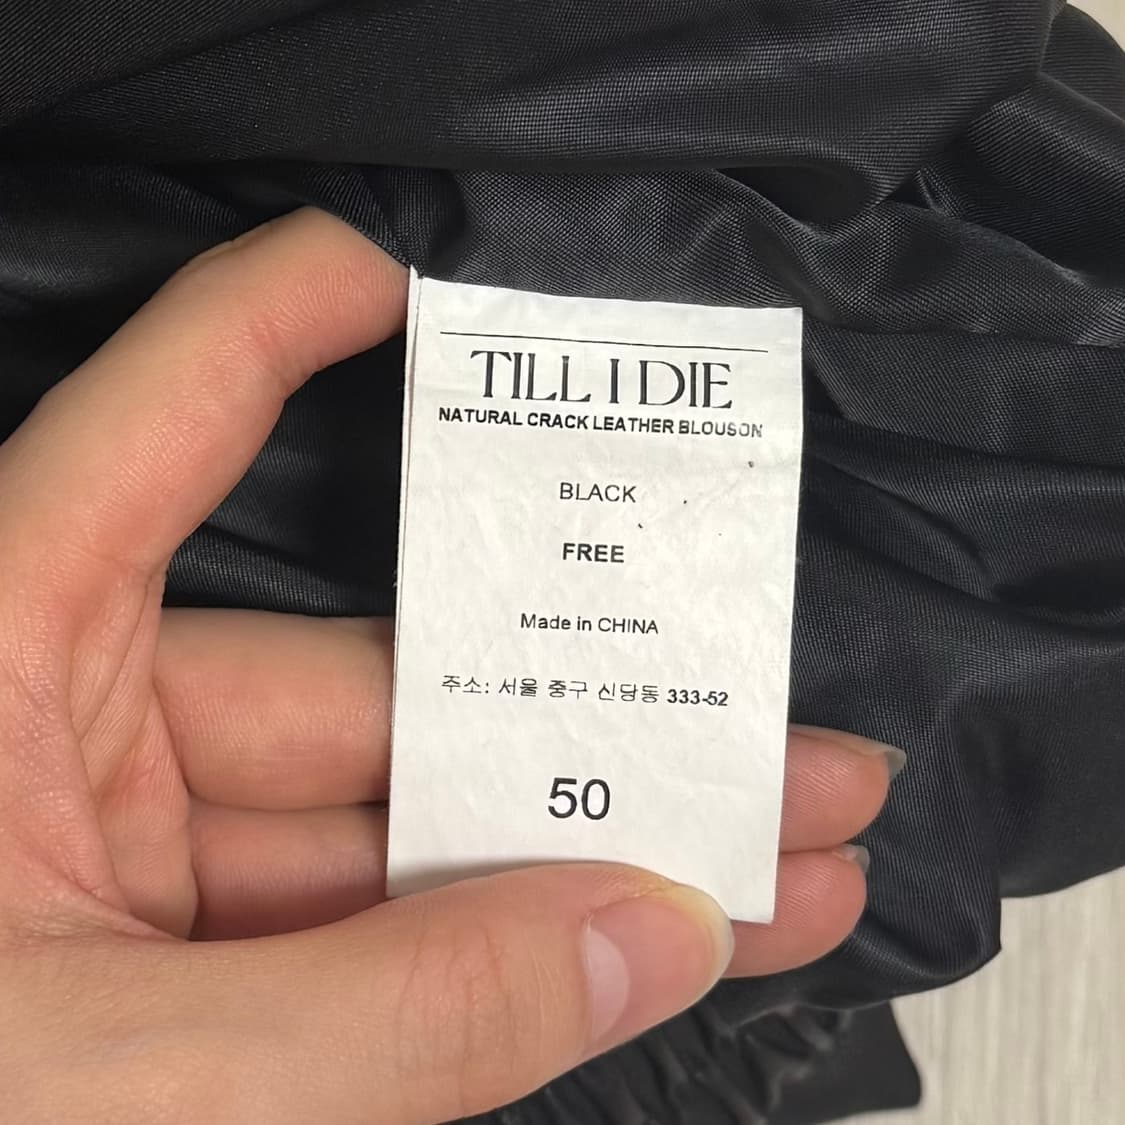 TILL I DIE
NATURAL CRACK LEATHER BLOUSON
BLACK
FREE
Made in CHINA
주소: 서울 중구 신당동 333-52
50